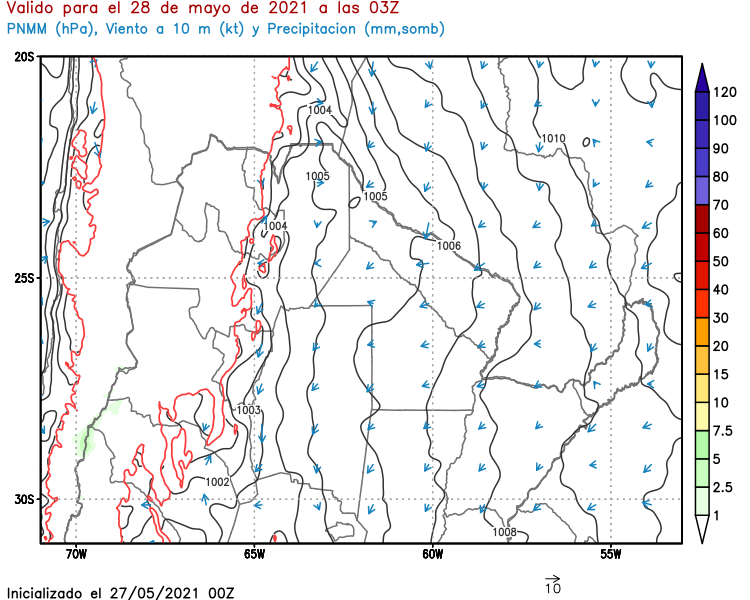 Valido para el 28 de mayo de 2021 a las 03Z
PNMM (hPa), Viento a 10 m (kt) y Precipitacion (mm,somb)
20S
25S
30S
70W
65W
60W
55W
1004
1010
1005
1005
1004
1006
1003
1002
1008
120
100
90
80
70
60
50
40
30
20
15
10
7.5
5
2.5
1
10
Inicializado el 27/05/2021 00Z